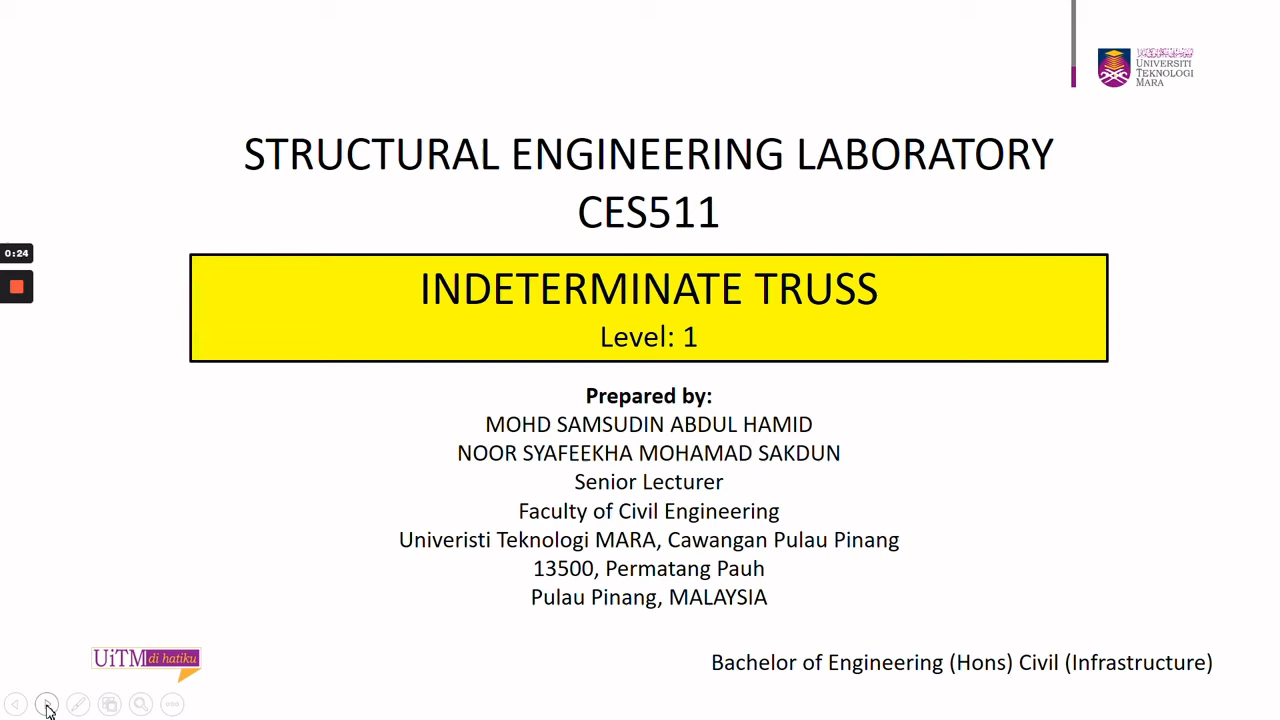 UNIVERSITI
TEKNOLOGI
MARA
STRUCTURAL ENGINEERING LABORATORY
CES511
0:24
INDETERMINATE TRUSS
Level: 1
Prepared by:
MOHD SAMSUDIN ABDUL HAMID
NOOR SYAFEEKHA MOHAMAD SAKDUN
Senior Lecturer
Faculty of Civil Engineering
Univeristi Teknologi MARA, Cawangan Pulau Pinang
13500, Permatang Pauh
Pulau Pinang, MALAYSIA
UiTM di hatiku
Bachelor of Engineering (Hons) Civil (Infrastructure)